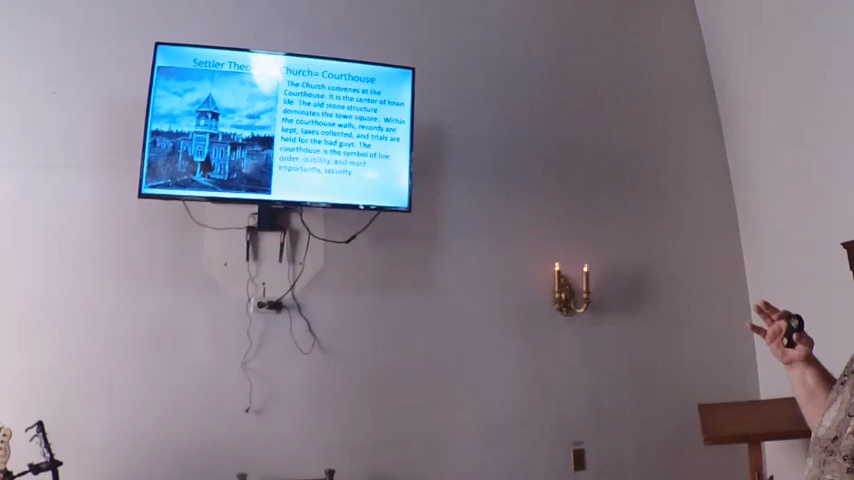 Settler Theo Church= Courthouse
The Church convenes at the
Courthouse. It is the center of town
life. The old stone structure
dominates the town square. Within
the courthouse walls, records are
kept, taxes collected, and trials are
held for the bad guys. The
courthouse is the symbol of law,
order, stability, and most
importantly, security.